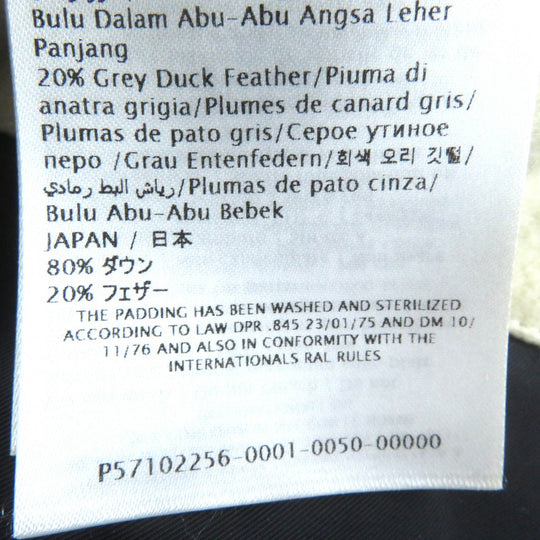 Bulu Dalam Abu-Abu Angsa Leher
Panjang
20% Grey Duck Feather/Piuma di
anatra grigia/Plumes de canard gris/
Plumas de pato gris/Серое утиное
перо /Grau Entenfedern/회색 오리 깃털/
رياش البط رمادي/Plumas de pato cinza/
Bulu Abu-Abu Bebek
JAPAN / 日本
80% ダウン
20% フェザー
THE PADDING HAS BEEN WASHED AND STERILIZED
ACCORDING TO LAW DPR .845 23/01/75 AND DM 10/
11/76 AND ALSO IN CONFORMITY WITH THE
INTERNATIONALS RAL RULES
P57102256-0001-0050-00000